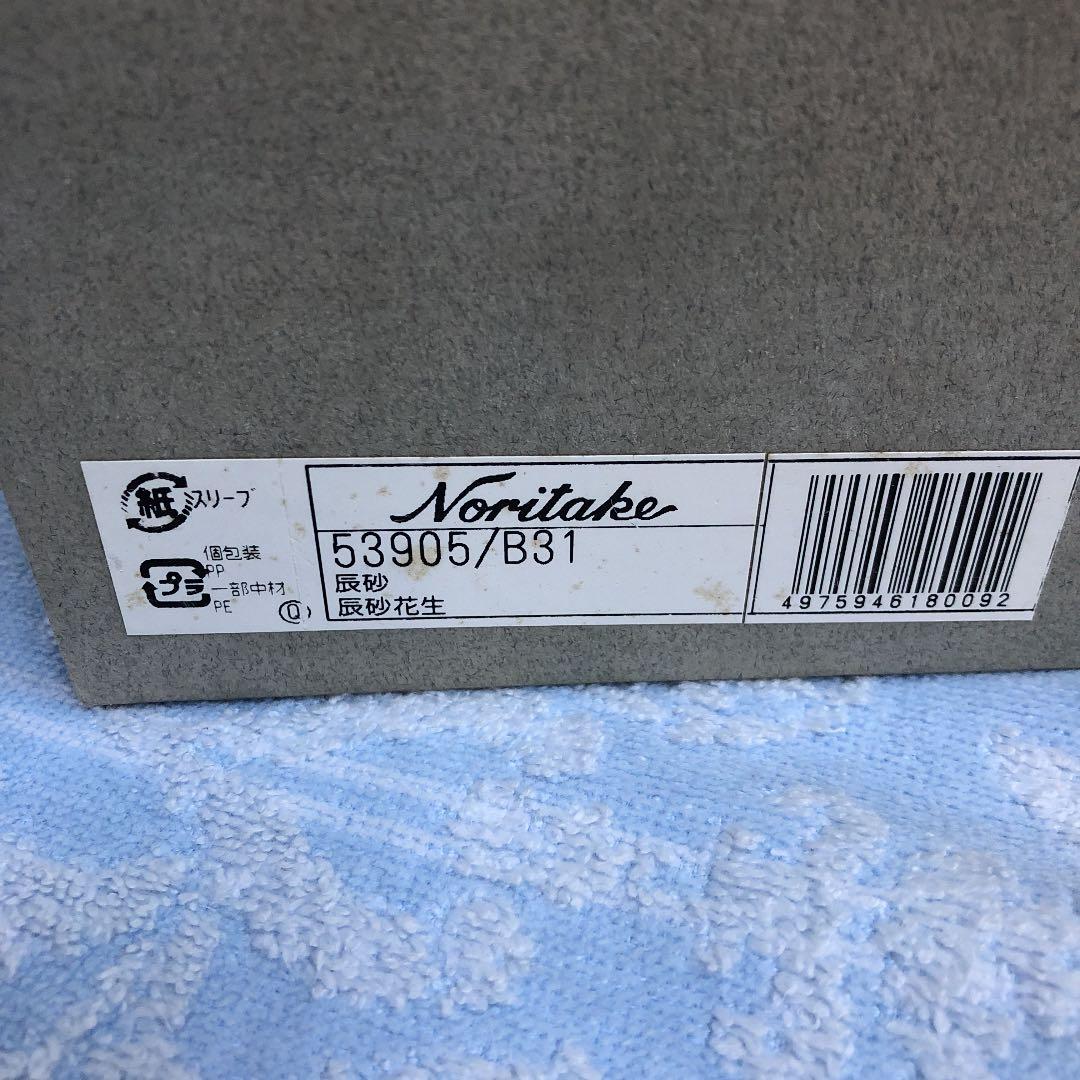 紙 スリーブ
プラ 個包装
PP
一部中材
PE
Noritake
53905/B31
辰砂
辰砂花生
4975946180092